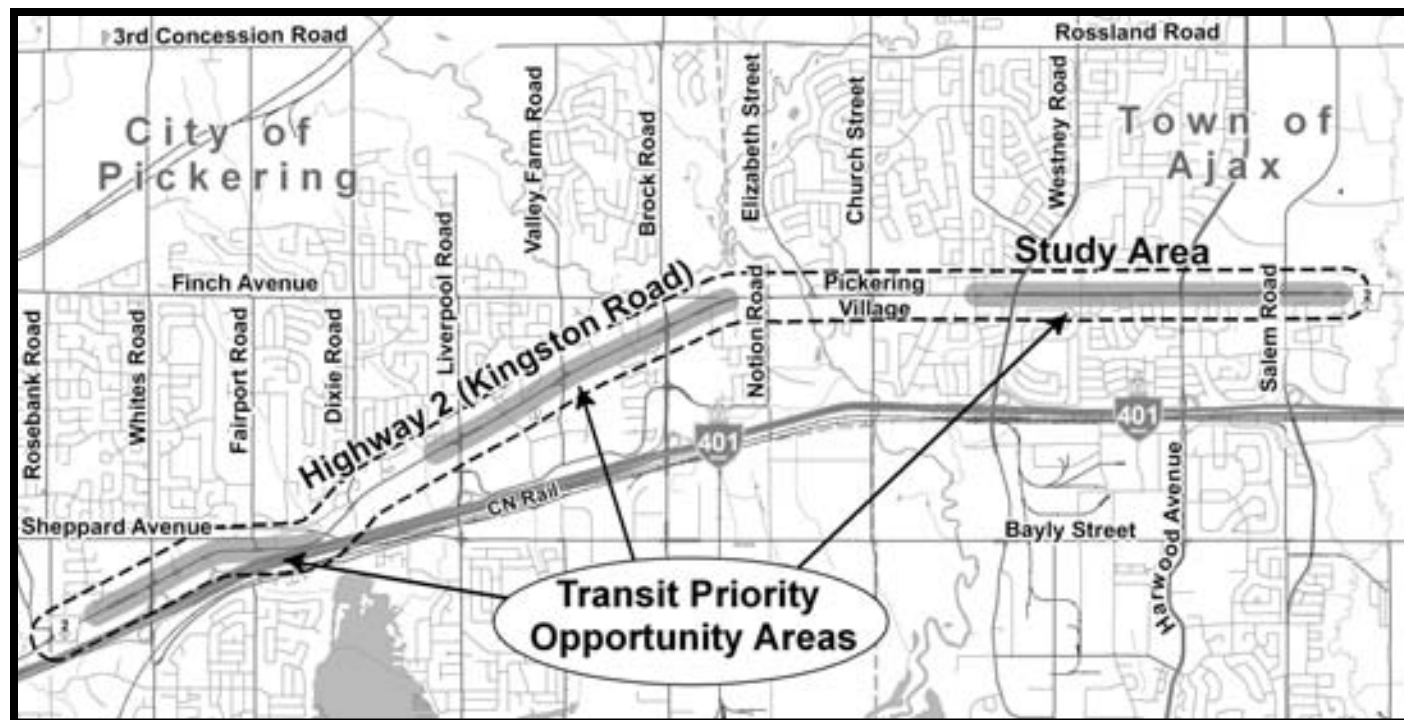 3rd Concession Road
Rossland Road
City of
Pickering
Town of
Ajax
Valley Farm Road
Brock Road
Elizabeth Street
Church Street
Westney Road
Liverpool Road
Study Area
Finch Avenue
Pickering
Village
Highway 2 (Kingston Road)
Notion Road
Salem Road
Rosebank Road
Whites Road
Fairport Road
Dixie Road
401
401
CN Rail
Sheppard Avenue
Bayly Street
Harwood Avenue
Transit Priority
Opportunity Areas